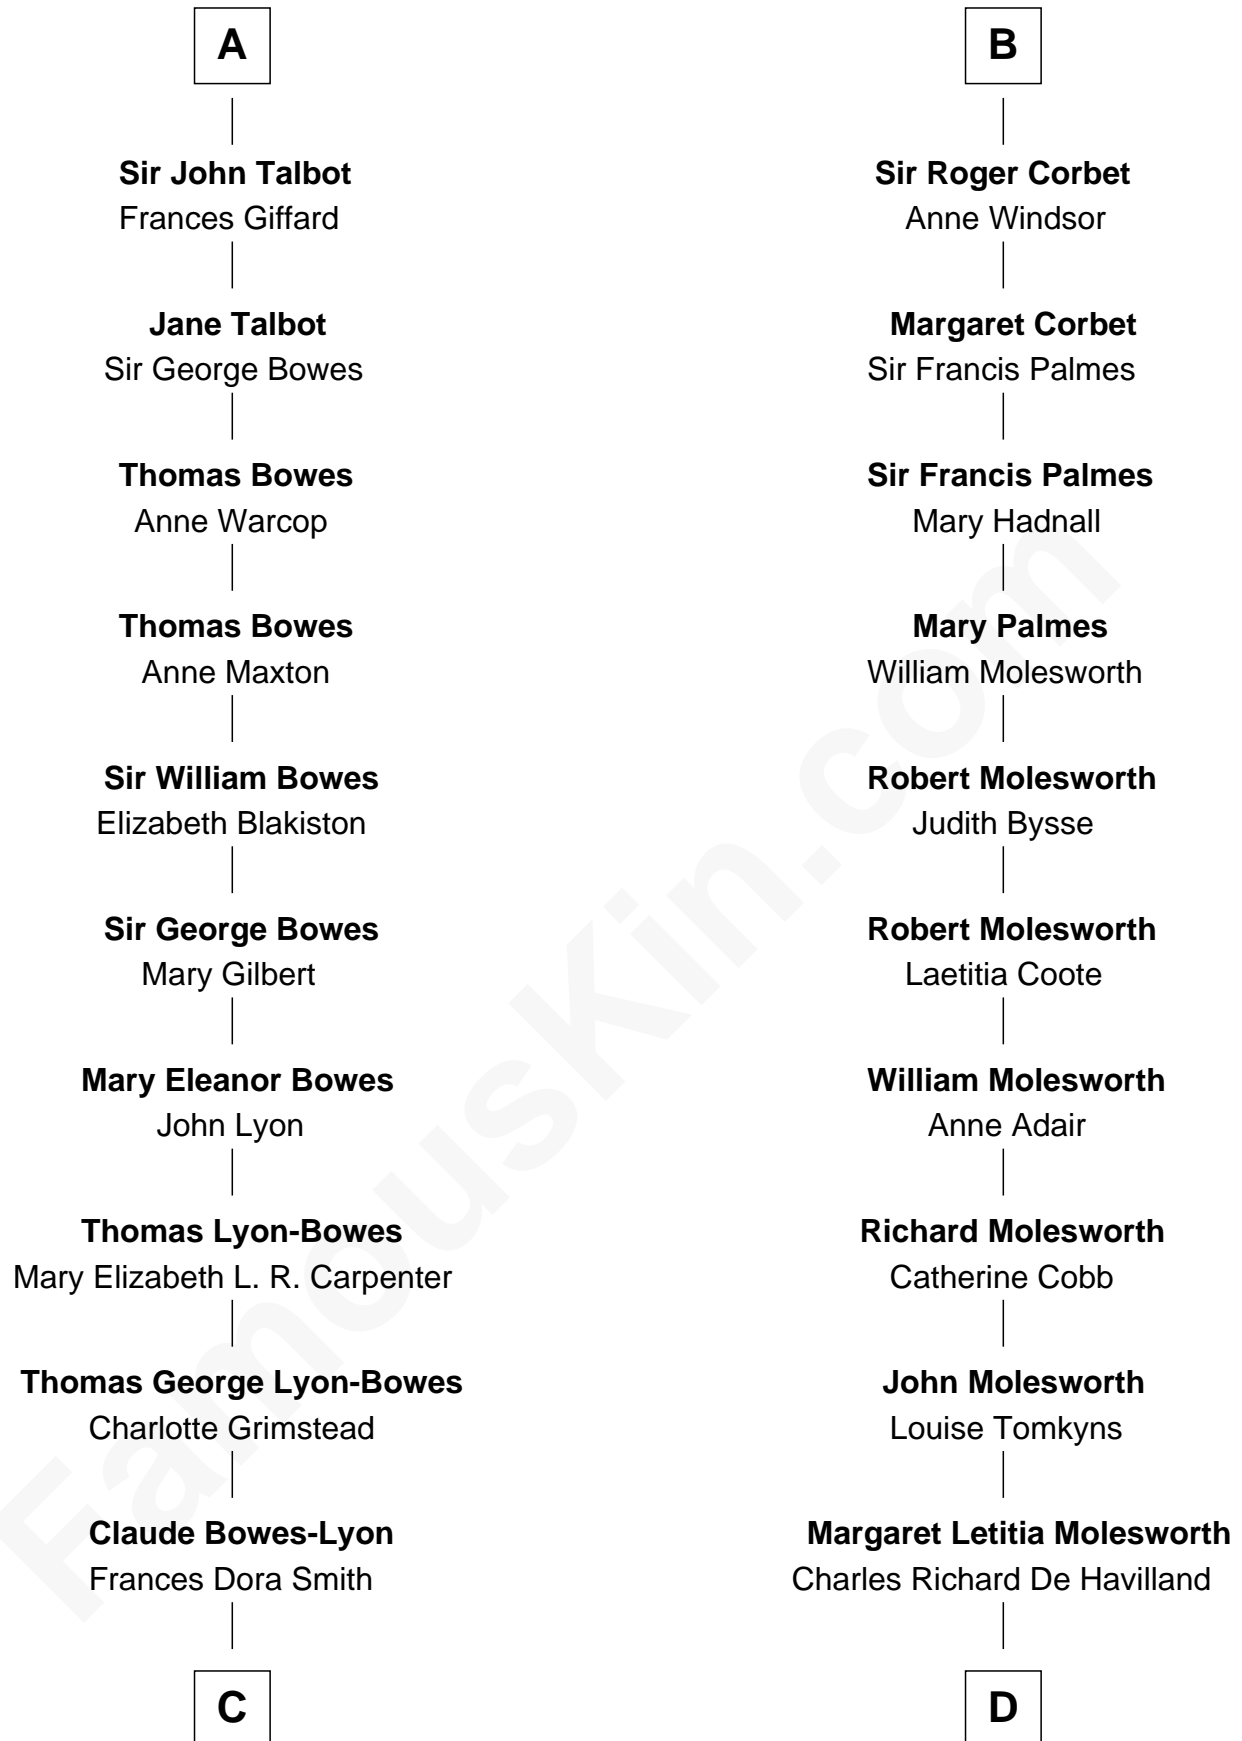 A
Sir John Talbot
Frances Giffard
Jane Talbot
Sir George Bowes
Thomas Bowes
Anne Warcop
Thomas Bowes
Anne Maxton
Sir William Bowes
Elizabeth Blakiston
Sir George Bowes
Mary Gilbert
Mary Eleanor Bowes
John Lyon
Thomas Lyon-Bowes
Mary Elizabeth L. R. Carpenter
Thomas George Lyon-Bowes
Charlotte Grimstead
Claude Bowes-Lyon
Frances Dora Smith
C
B
Sir Roger Corbet
Anne Windsor
Margaret Corbet
Sir Francis Palmes
Sir Francis Palmes
Mary Hadnall
Mary Palmes
William Molesworth
Robert Molesworth
Judith Bysse
Robert Molesworth
Laetitia Coote
William Molesworth
Anne Adair
Richard Molesworth
Catherine Cobb
John Molesworth
Louise Tomkyns
Margaret Letitia Molesworth
Charles Richard De Havilland
D
FamousKin.com